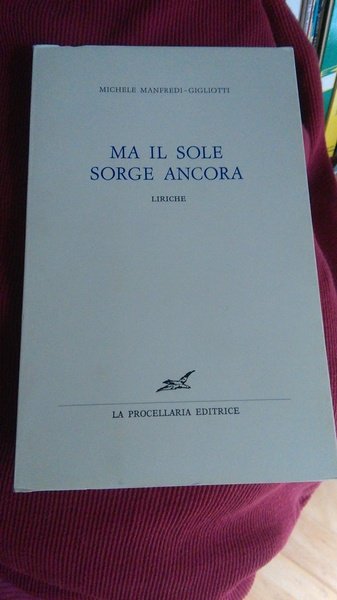 MICHELE MANFREDI-GIGLIOTTI
MA IL SOLE
SORGE ANCORA
LIRICHE
LA PROCELLARIA EDITRICE